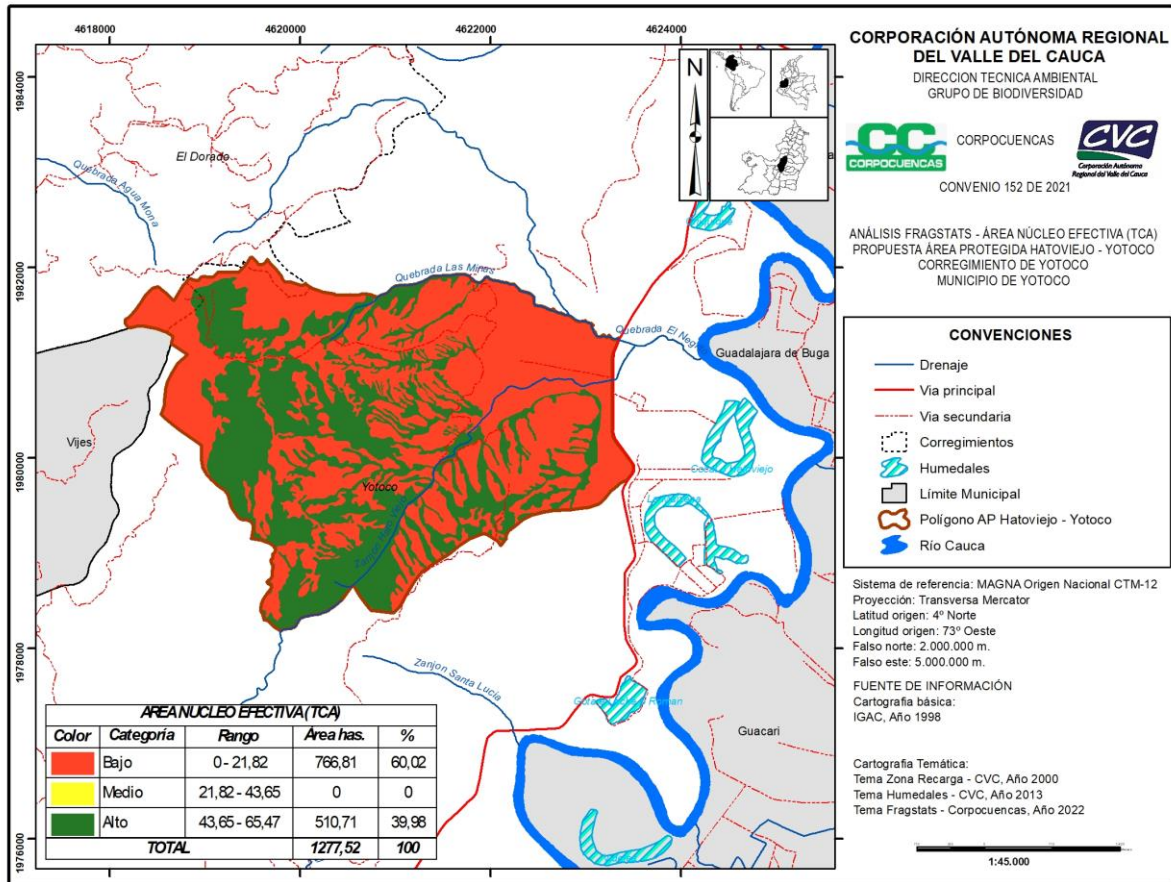 4618000
4620000
4622000
4624000
1984000
1982000
1980000
1978000
1976000
N
El Dorado
Quebrada Agua Mona
Quebrada Las Minas
Quebrada El Negrito
Guadalajara de Buga
Vijes
Yotoco
Zanjon Santa Lucía
Guacari
AREA NUCLEO EFECTIVA (TCA)
Color Categoría Rango Área has. %
Bajo 0 - 21,82 766,81 60,02
Medio 21,82 - 43,65 0 0
Alto 43,65 - 65,47 510,71 39,98
TOTAL 1277,52 100
CORPORACIÓN AUTÓNOMA REGIONAL
DEL VALLE DEL CAUCA
DIRECCION TECNICA AMBIENTAL
GRUPO DE BIODIVERSIDAD
CC
CORPOCUENCAS
CORPOCUENCAS
CVC
Corporación Autónoma
Regional del Valle del Cauca
CONVENIO 152 DE 2021
ANÁLISIS FRAGSTATS - ÁREA NÚCLEO EFECTIVA (TCA)
PROPUESTA ÁREA PROTEGIDA HATOVIEJO - YOTOCO
CORREGIMIENTO DE YOTOCO
MUNICIPIO DE YOTOCO
CONVENCIONES
Drenaje
Via principal
Via secundaria
Corregimientos
Humedales
Límite Municipal
Polígono AP Hatoviejo - Yotoco
Río Cauca
Sistema de referencia: MAGNA Origen Nacional CTM-12
Proyección: Transversa Mercator
Latitud origen: 4º Norte
Longitud origen: 73º Oeste
Falso norte: 2.000.000 m.
Falso este: 5.000.000 m.
FUENTE DE INFORMACIÓN
Cartografía básica:
IGAC, Año 1998
Cartografía Temática:
Tema Zona Recarga - CVC, Año 2000
Tema Humedales - CVC, Año 2013
Tema Fragstats - Corpocuencas, Año 2022
1:45.000